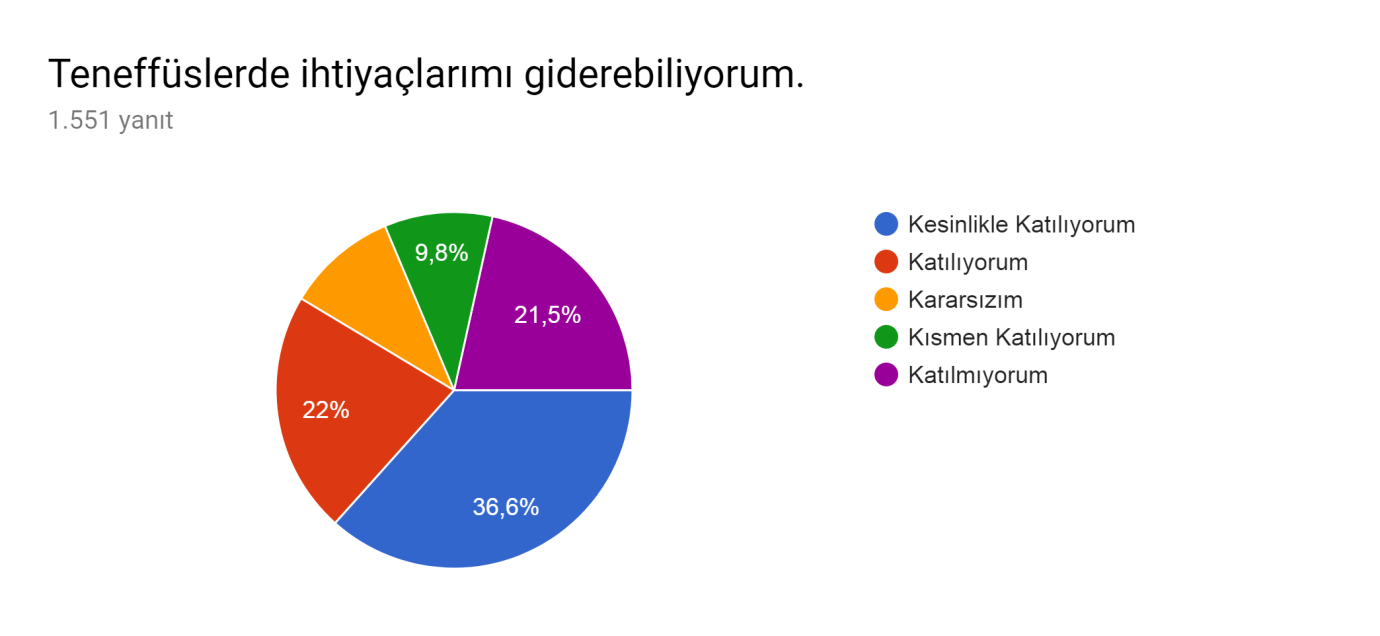 Teneffüslerde ihtiyaçlarımı giderebiliyorum.
1.551 yanıt
Kesinlikle Katılıyorum
Katılıyorum
Kararsızım
Kısmen Katılıyorum
Katılmıyorum
9,8%
21,5%
22%
36,6%